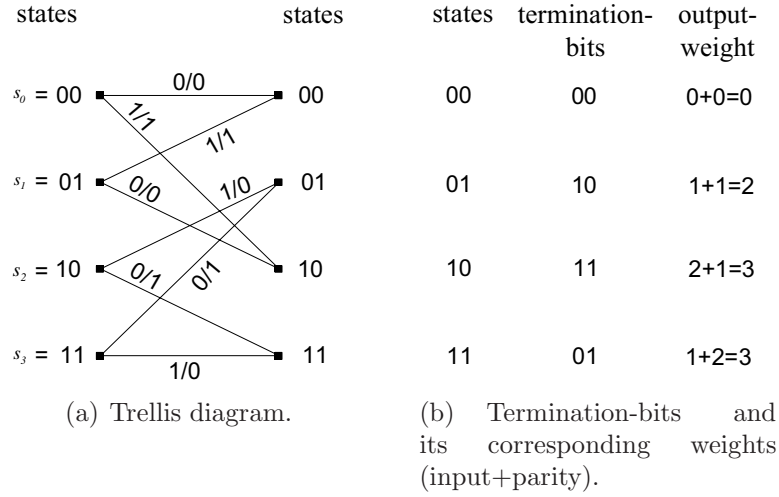 states states
s₀ = 00 0/0 00
1/1
1/1
s₁ = 01 0/0 1/0 01
s₂ = 10 0/1 0/1 10
s₃ = 11 1/0 11
(a) Trellis diagram.
states termination-bits output-weight
00 00 0+0=0
01 10 1+1=2
10 11 2+1=3
11 01 1+2=3
(b) Termination-bits and
its corresponding weights
(input+parity).